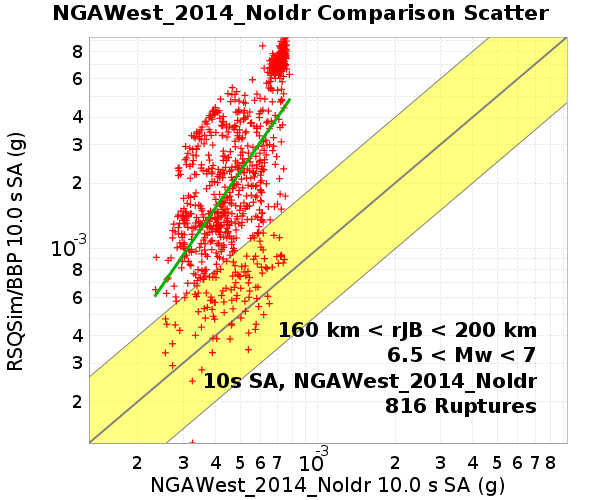 NGAWest_2014_NoIdr Comparison Scatter
8
6
4
3
2
10-3
8
6
4
3
2
RSQSim/BBP 10.0 s SA (g)
160 km < rJB < 200 km
6.5 < Mw < 7
10s SA, NGAWest_2014_NoIdr
816 Ruptures
2 3 4 5 6 7 10-3 2 3 4 5 6 7 8
NGAWest_2014_NoIdr 10.0 s SA (g)